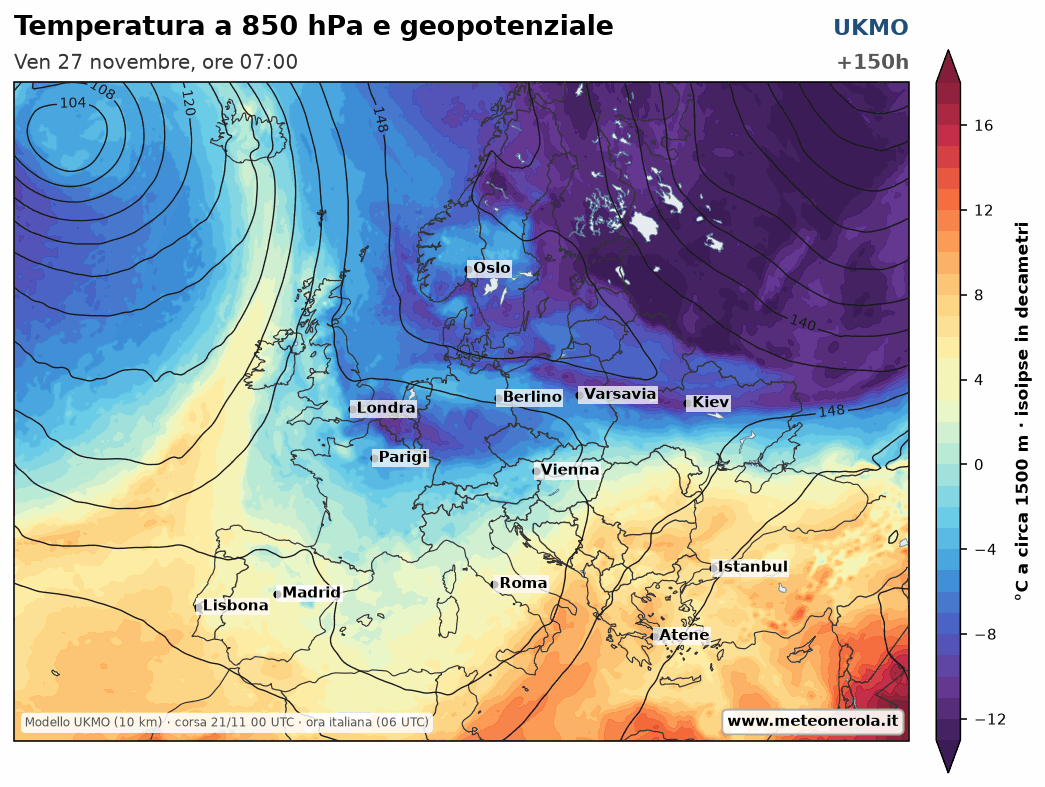 Temperatura a 850 hPa e geopotenziale
UKMO
Ven 27 novembre, ore 07:00
+150h
104
108
120
148
140
148
Oslo
Berlino
Varsavia
Kiev
Londra
Parigi
Vienna
Istanbul
Roma
Madrid
Lisbona
Atene
Modello UKMO (10 km) · corsa 21/11 00 UTC · ora italiana (06 UTC)
www.meteonerola.it
16
12
8
4
0
−4
−8
−12
°C a circa 1500 m · isoipse in decametri